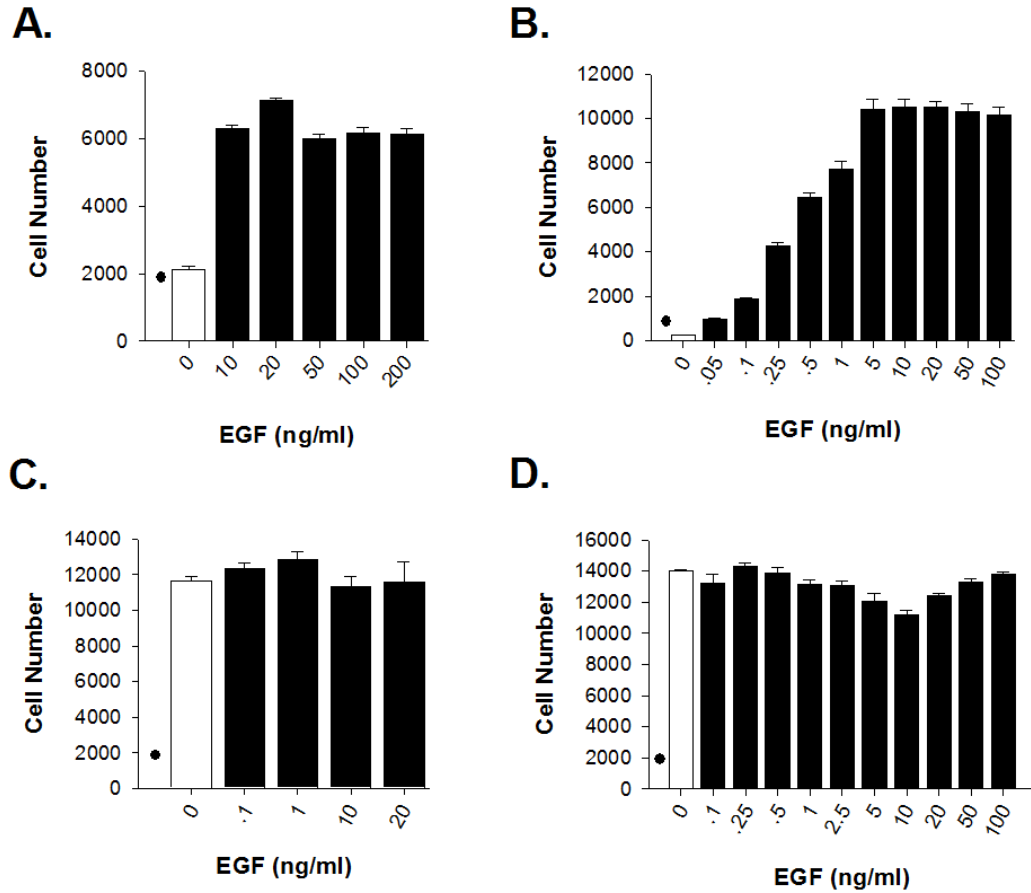 A.
8000
6000
4000
2000
0
Cell Number
0 10 20 50 100 200
EGF (ng/ml)
B.
12000
10000
8000
6000
4000
2000
0
Cell Number
0 .05 .1 .25 .5 1 5 10 20 50 100
EGF (ng/ml)
C.
14000
12000
10000
8000
6000
4000
2000
0
Cell Number
0 .1 1 10 20
EGF (ng/ml)
D.
16000
14000
12000
10000
8000
6000
4000
2000
0
Cell Number
0 .1 .25 .5 1 2.5 5 10 20 50 100
EGF (ng/ml)